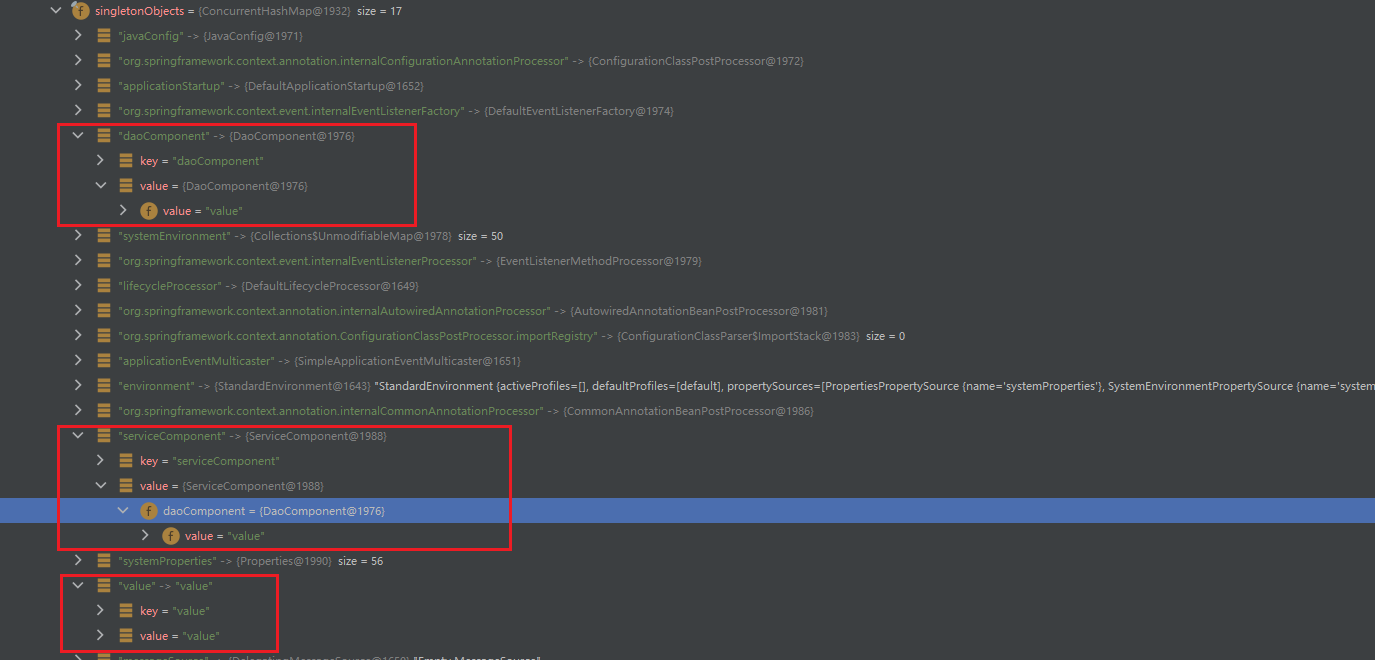 singletonObjects = {ConcurrentHashMap@1932} size = 17
"javaConfig" -> {JavaConfig@1971}
"org.springframework.context.annotation.internalConfigurationAnnotationProcessor" -> {ConfigurationClassPostProcessor@1972}
"applicationStartup" -> {DefaultApplicationStartup@1652}
"org.springframework.context.event.internalEventListenerFactory" -> {DefaultEventListenerFactory@1974}
"daoComponent" -> {DaoComponent@1976}
key = "daoComponent"
value = {DaoComponent@1976}
f value = "value"
"systemEnvironment" -> {Collections$UnmodifiableMap@1978} size = 50
"org.springframework.context.event.internalEventListenerProcessor" -> {EventListenerMethodProcessor@1979}
"lifecycleProcessor" -> {DefaultLifecycleProcessor@1649}
"org.springframework.context.annotation.internalAutowiredAnnotationProcessor" -> {AutowiredAnnotationBeanPostProcessor@1981}
"org.springframework.context.annotation.ConfigurationClassPostProcessor.importRegistry" -> {ConfigurationClassParser$ImportStack@1983} size = 0
"applicationEventMulticaster" -> {SimpleApplicationEventMulticaster@1651}
"environment" -> {StandardEnvironment@1643} "StandardEnvironment {activeProfiles=[], defaultProfiles=[default], propertySources=[PropertiesPropertySource {name='systemProperties'}, SystemEnvironmentPropertySource {name='system
"org.springframework.context.annotation.internalCommonAnnotationProcessor" -> {CommonAnnotationBeanPostProcessor@1986}
"serviceComponent" -> {ServiceComponent@1988}
key = "serviceComponent"
value = {ServiceComponent@1988}
f daoComponent = {DaoComponent@1976}
f value = "value"
"systemProperties" -> {Properties@1990} size = 56
"value" -> "value"
key = "value"
value = "value"